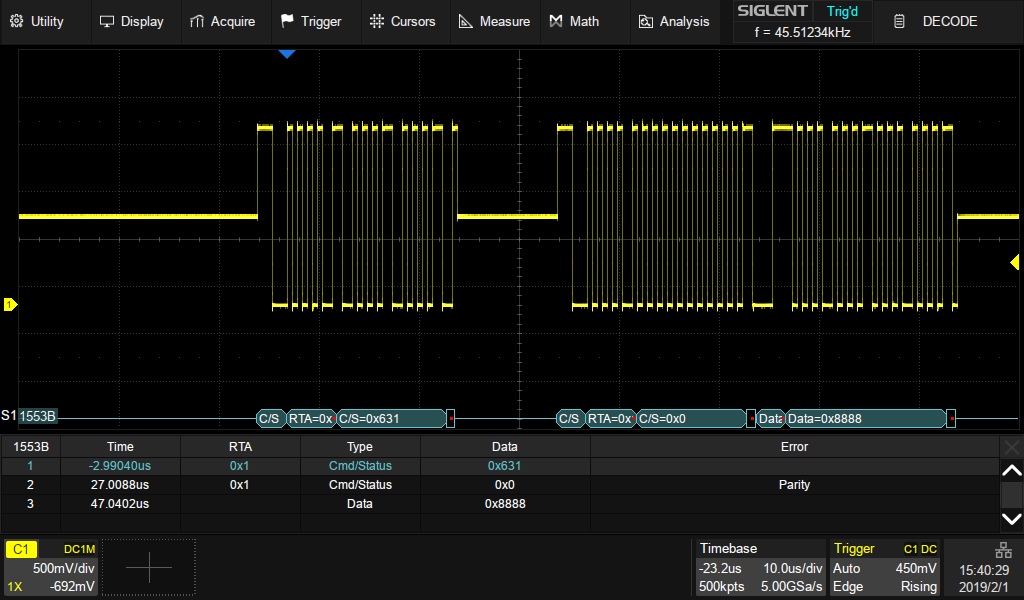 Utility Display Acquire Trigger Cursors Measure Math Analysis SIGLENT Trig'd DECODE
f = 45.51234kHz
1
S1 1553B C/S RTA=0x C/S=0x631 C/S RTA=0x C/S=0x0 Data Data=0x8888
1553B Time RTA Type Data Error
1 -2.99040us 0x1 Cmd/Status 0x631
2 27.0088us 0x1 Cmd/Status 0x0 Parity
3 47.0402us Data 0x8888
C1 DC1M Timebase Trigger C1 DC
500mV/div -23.2us 10.0us/div Auto 450mV 15:40:29
1X -692mV 500kpts 5.00GSa/s Edge Rising 2019/2/1